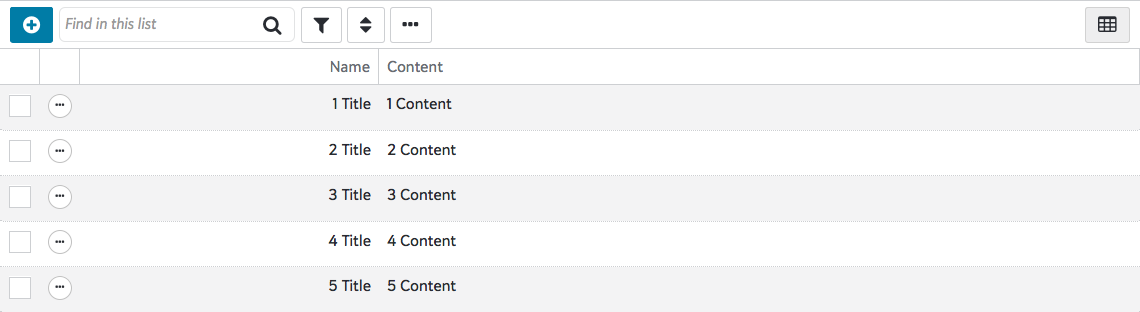 Find in this list
Name Content
1 Title 1 Content
2 Title 2 Content
3 Title 3 Content
4 Title 4 Content
5 Title 5 Content